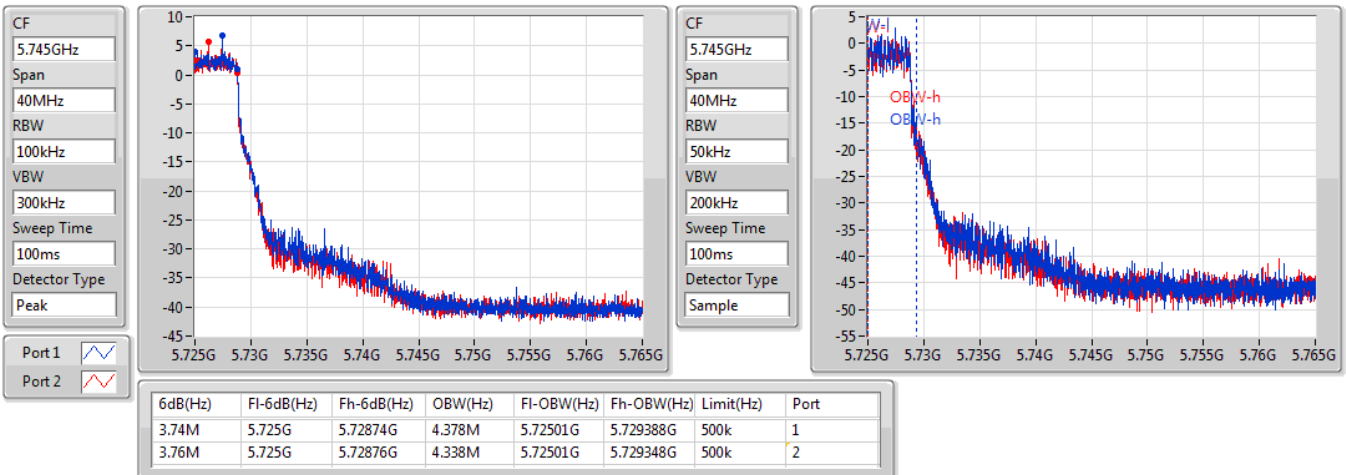 CF
5.745GHz
Span
40MHz
RBW
100kHz
VBW
300kHz
Sweep Time
100ms
Detector Type
Peak
Port 1
Port 2
10
5
0
-5
-10
-15
-20
-25
-30
-35
-40
-45
5.725G 5.73G 5.735G 5.74G 5.745G 5.75G 5.755G 5.76G 5.765G
CF
5.745GHz
Span
40MHz
RBW
50kHz
VBW
200kHz
Sweep Time
100ms
Detector Type
Sample
5
0
-5
-10
-15
-20
-25
-30
-35
-40
-45
-50
-55
OBW-h
OBW-h
5.725G 5.73G 5.735G 5.74G 5.745G 5.75G 5.755G 5.76G 5.765G
6dB(Hz) Fl-6dB(Hz) Fh-6dB(Hz) OBW(Hz) Fl-OBW(Hz) Fh-OBW(Hz) Limit(Hz) Port
3.74M 5.725G 5.72874G 4.378M 5.72501G 5.729388G 500k 1
3.76M 5.725G 5.72876G 4.338M 5.72501G 5.729348G 500k 2